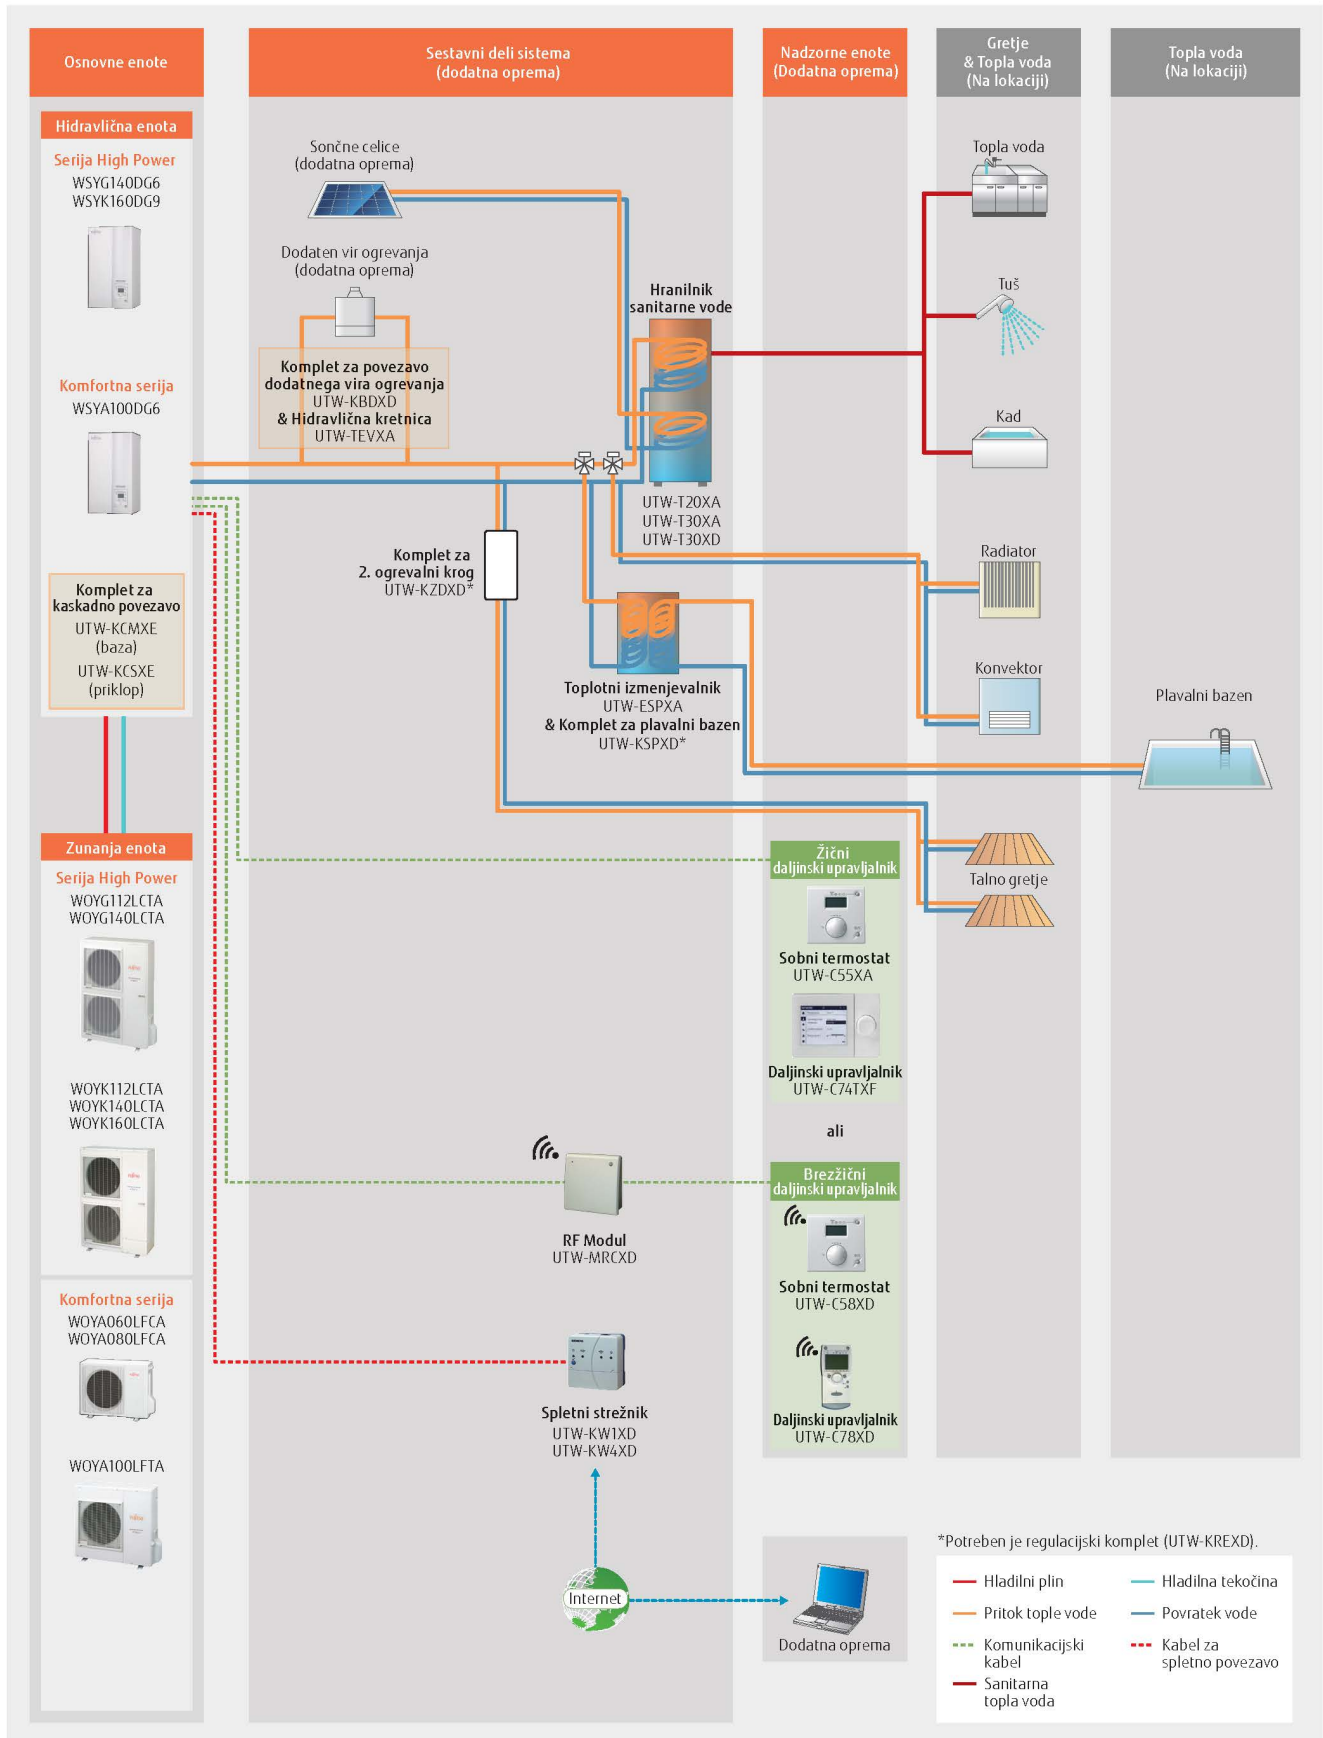 Osnovne enote
Hidravlična enota
Serija High Power
WSYG140DG6
WSYK160DG9
Komfortna serija
WSYA100DG6
Komplet za
kaskadno povezavo
UTW-KCMXE
(baza)
UTW-KCSXE
(priklop)
Zunanja enota
Serija High Power
WOYG112LCTA
WOYG140LCTA
WOYK112LCTA
WOYK140LCTA
WOYK160LCTA
Komfortna serija
WOYA060LFCA
WOYA080LFCA
WOYA100LFTA
Sestavni deli sistema
(dodatna oprema)
Sončne celice
(dodatna oprema)
Dodaten vir ogrevanja
(dodatna oprema)
Komplet za povezavo
dodatnega vira ogrevanja
UTW-KBDXD
& Hidravlična kretnica
UTW-TEVXA
Hranilnik
sanitarne vode
UTW-T20XA
UTW-T30XA
UTW-T30XD
Komplet za
2. ogrevalni krog
UTW-KZDXD*
Toplotni izmenjevalnik
UTW-ESPXA
& Komplet za plavalni bazen
UTW-KSPXD*
RF Modul
UTW-MRCXD
Spletni strežnik
UTW-KW1XD
UTW-KW4XD
Internet
Nadzorne enote
(Dodatna oprema)
Žični
daljinski upravljalnik
Sobni termostat
UTW-C55XA
Daljinski upravljalnik
UTW-C74TXF
ali
Brezžični
daljinski upravljalnik
Sobni termostat
UTW-C58XD
Daljinski upravljalnik
UTW-C78XD
Dodatna oprema
Gretje
& Topla voda
(Na lokaciji)
Topla voda
Tuš
Kad
Radiator
Konvektor
Talno gretje
Topla voda
(Na lokaciji)
Plavalni bazen
*Potreben je regulacijski komplet (UTW-KREXD).
Hladilni plin
Hladilna tekočina
Pritok tople vode
Povratek vode
Komunikacijski
kabel
Kabel za
spletno povezavo
Sanitarna
topla voda